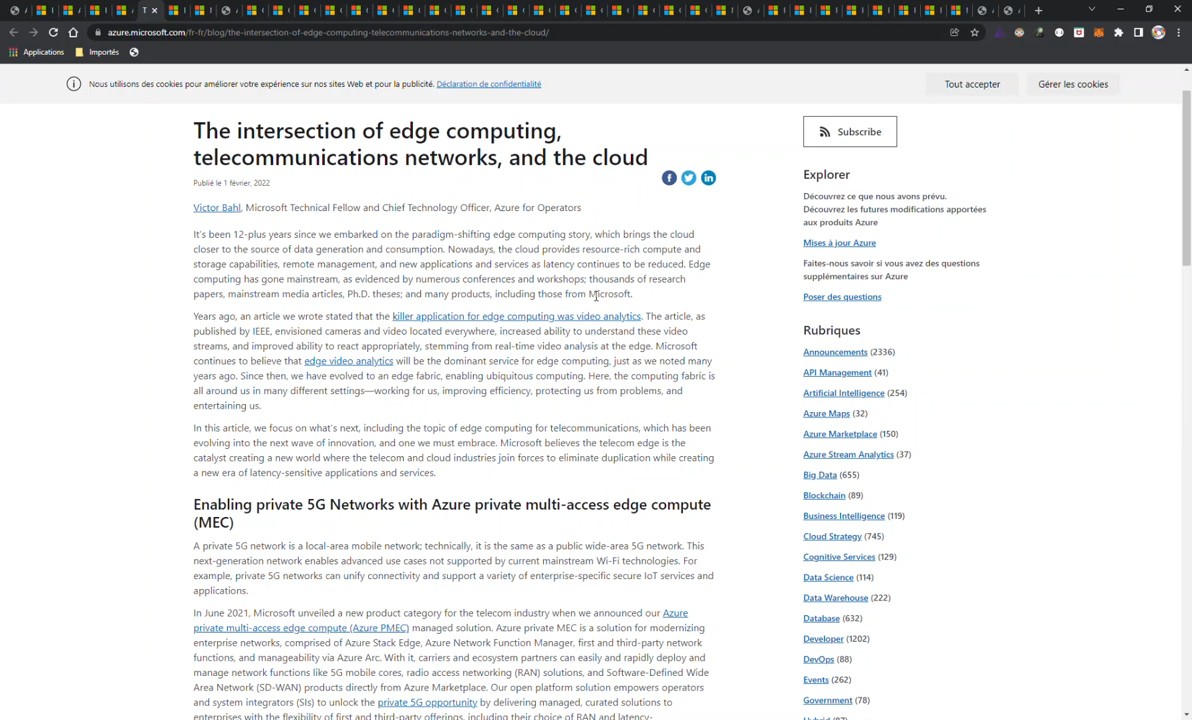 T
azure.microsoft.com/fr-fr/blog/the-intersection-of-edge-computing-telecommunications-networks-and-the-cloud/
Applications Importés
Nous utilisons des cookies pour améliorer votre expérience sur nos sites Web et pour la publicité. Déclaration de confidentialité
Tout accepter
Gérer les cookies
The intersection of edge computing,
telecommunications networks, and the cloud
Publié le 1 février, 2022
Victor Bahl, Microsoft Technical Fellow and Chief Technology Officer, Azure for Operators
It's been 12-plus years since we embarked on the paradigm-shifting edge computing story, which brings the cloud
closer to the source of data generation and consumption. Nowadays, the cloud provides resource-rich compute and
storage capabilities, remote management, and new applications and services as latency continues to be reduced. Edge
computing has gone mainstream, as evidenced by numerous conferences and workshops; thousands of research
papers, mainstream media articles, Ph.D. theses; and many products, including those from Microsoft.
Years ago, an article we wrote stated that the killer application for edge computing was video analytics. The article, as
published by IEEE, envisioned cameras and video located everywhere, increased ability to understand these video
streams, and improved ability to react appropriately, stemming from real-time video analysis at the edge. Microsoft
continues to believe that edge video analytics will be the dominant service for edge computing, just as we noted many
years ago. Since then, we have evolved to an edge fabric, enabling ubiquitous computing. Here, the computing fabric is
all around us in many different settings—working for us, improving efficiency, protecting us from problems, and
entertaining us.
In this article, we focus on what's next, including the topic of edge computing for telecommunications, which has been
evolving into the next wave of innovation, and one we must embrace. Microsoft believes the telecom edge is the
catalyst creating a new world where the telecom and cloud industries join forces to eliminate duplication while creating
a new era of latency-sensitive applications and services.
Enabling private 5G Networks with Azure private multi-access edge compute
(MEC)
A private 5G network is a local-area mobile network; technically, it is the same as a public wide-area 5G network. This
next-generation network enables advanced use cases not supported by current mainstream Wi-Fi technologies. For
example, private 5G networks can unify connectivity and support a variety of enterprise-specific secure IoT services and
applications.
In June 2021, Microsoft unveiled a new product category for the telecom industry when we announced our Azure
private multi-access edge compute (Azure PMEC) managed solution. Azure private MEC is a solution for modernizing
enterprise networks, comprised of Azure Stack Edge, Azure Network Function Manager, first and third-party network
functions, and manageability via Azure Arc. With it, carriers and ecosystem partners can easily and rapidly deploy and
manage network functions like 5G mobile cores, radio access networking (RAN) solutions, and Software-Defined Wide
Area Network (SD-WAN) products directly from Azure Marketplace. Our open platform solution empowers operators
and system integrators (SIs) to unlock the private 5G opportunity by delivering managed, curated solutions to
enterprises with the flexibility of first and third-party offerings, including their choice of RAN and latency-
Subscribe
Explorer
Découvrez ce que nous avons prévu.
Découvrez les futures modifications apportées
aux produits Azure
Mises à jour Azure
Faites-nous savoir si vous avez des questions
supplémentaires sur Azure
Poser des questions
Rubriques
Announcements (2336)
API Management (41)
Artificial Intelligence (254)
Azure Maps (32)
Azure Marketplace (150)
Azure Stream Analytics (37)
Big Data (655)
Blockchain (89)
Business Intelligence (119)
Cloud Strategy (745)
Cognitive Services (129)
Data Science (114)
Data Warehouse (222)
Database (632)
Developer (1202)
DevOps (88)
Events (262)
Government (78)
Hybrid (87)